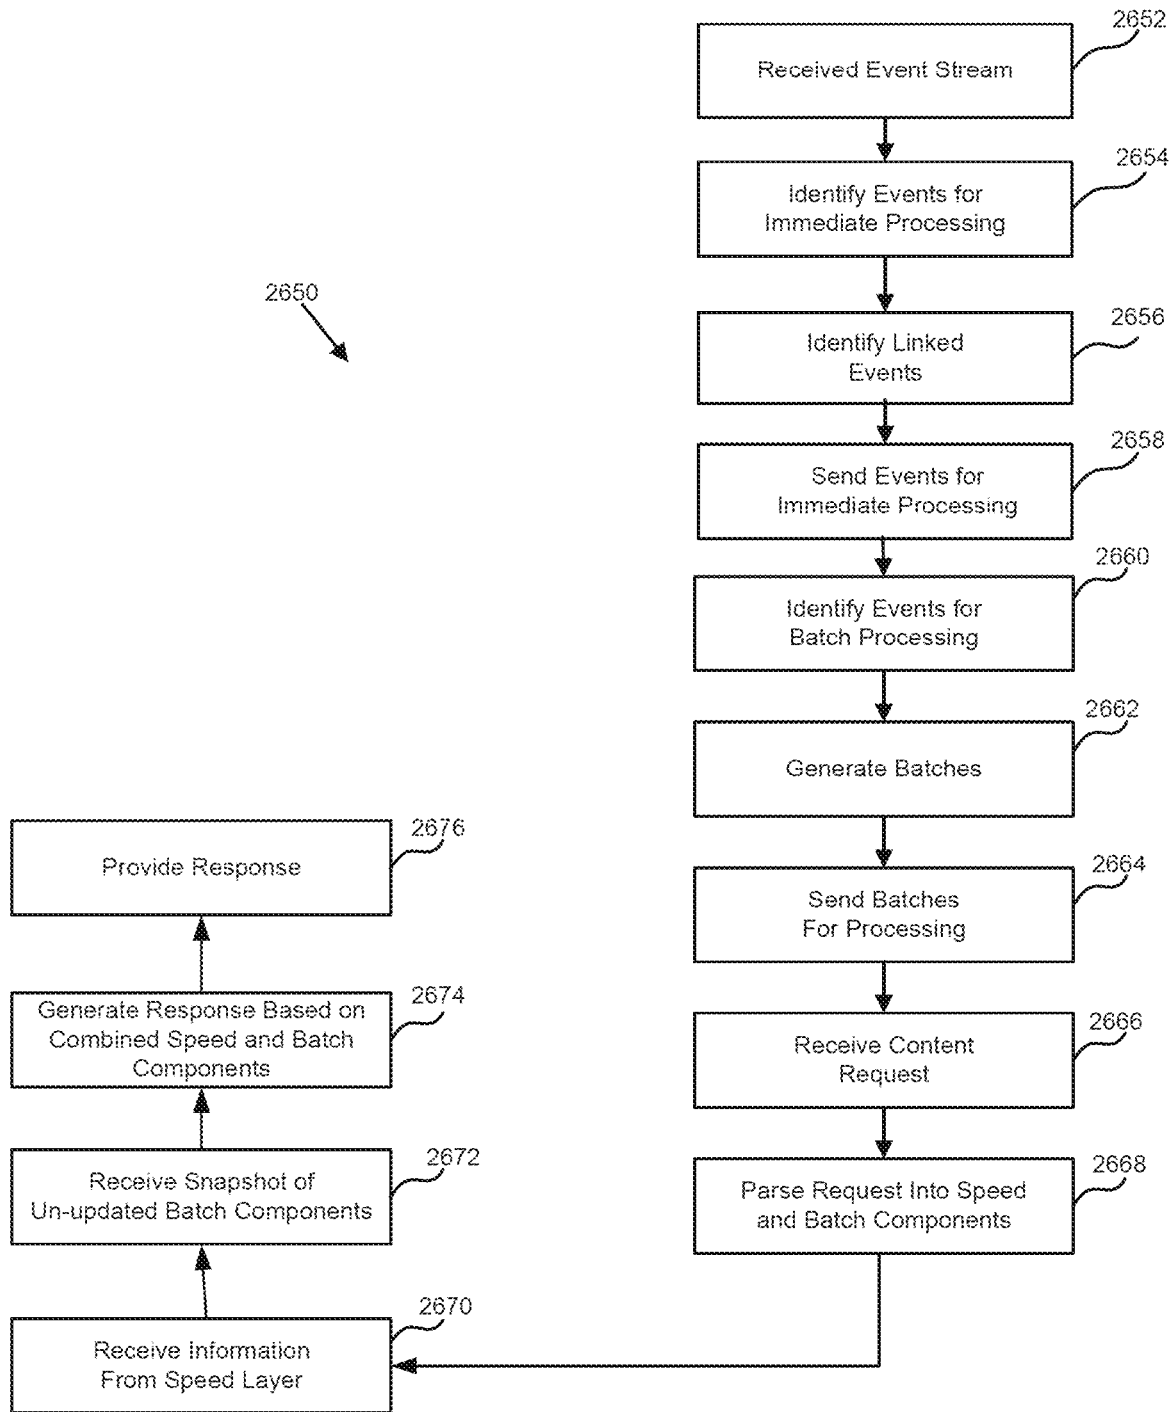 2652
Received Event Stream
2654
Identify Events for
Immediate Processing
2650
2656
Identify Linked
Events
2658
Send Events for
Immediate Processing
2660
Identify Events for
Batch Processing
2662
Generate Batches
2664
Send Batches
For Processing
2666
Receive Content
Request
2668
Parse Request Into Speed
and Batch Components
2670
Receive Information
From Speed Layer
2672
Receive Snapshot of
Un-updated Batch Components
2674
Generate Response Based on
Combined Speed and Batch
Components
2676
Provide Response